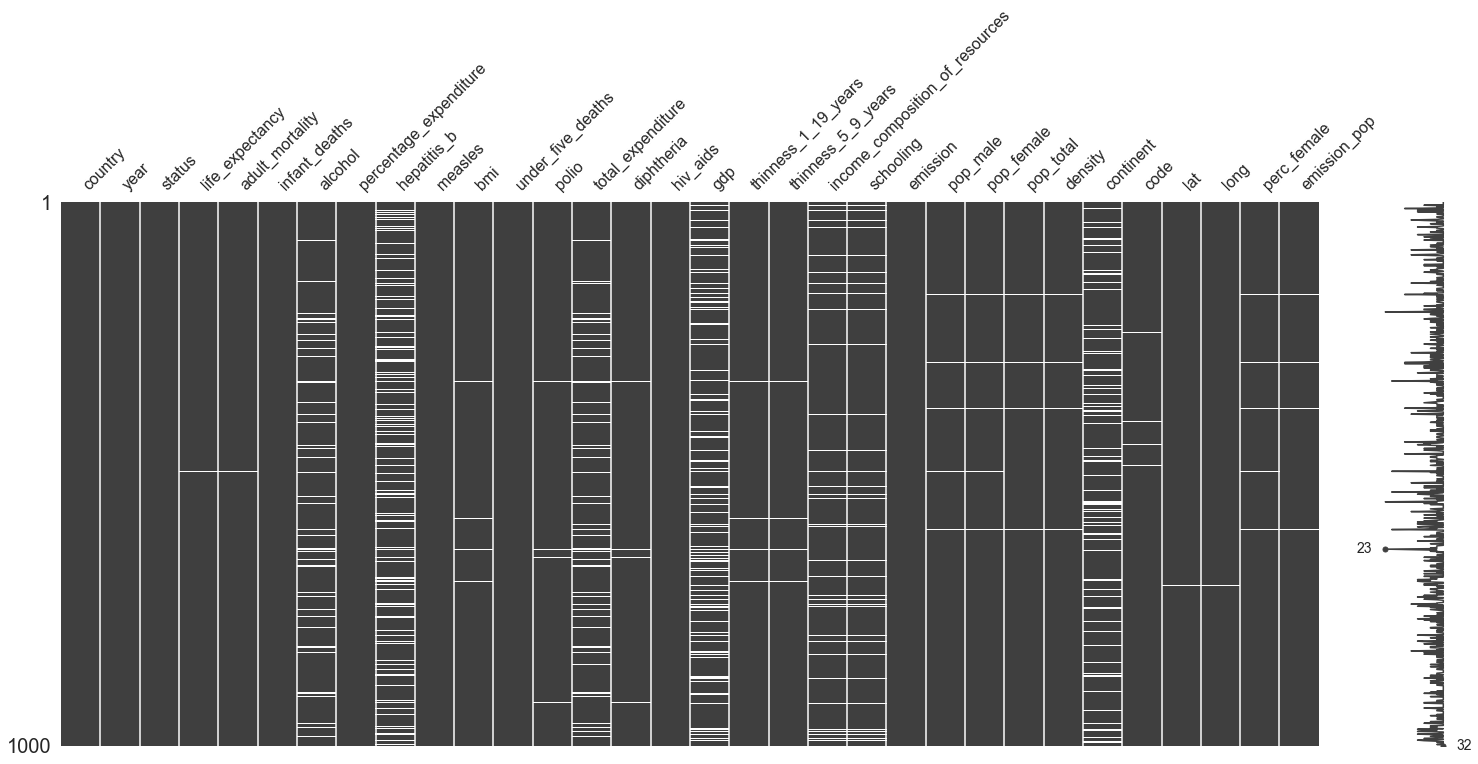 country
year
status
life_expectancy
adult_mortality
infant_deaths
alcohol
percentage_expenditure
hepatitis_b
measles
bmi
under_five_deaths
polio
total_expenditure
diphtheria
hiv_aids
gdp
thinness_1_19_years
thinness_5_9_years
income_composition_of_resources
schooling
emission
pop_male
pop_female
pop_total
density
continent
code
lat
long
perc_female
emission_pop
1
23
1000
32